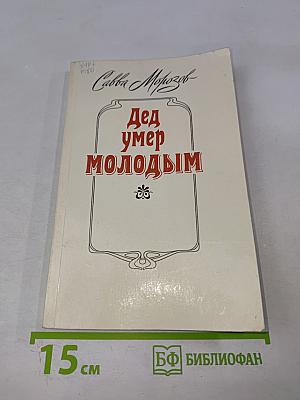 Савва Морозов
Дед
умер
МОЛОДЫМ
15 см
БФ БИБЛИОФАН